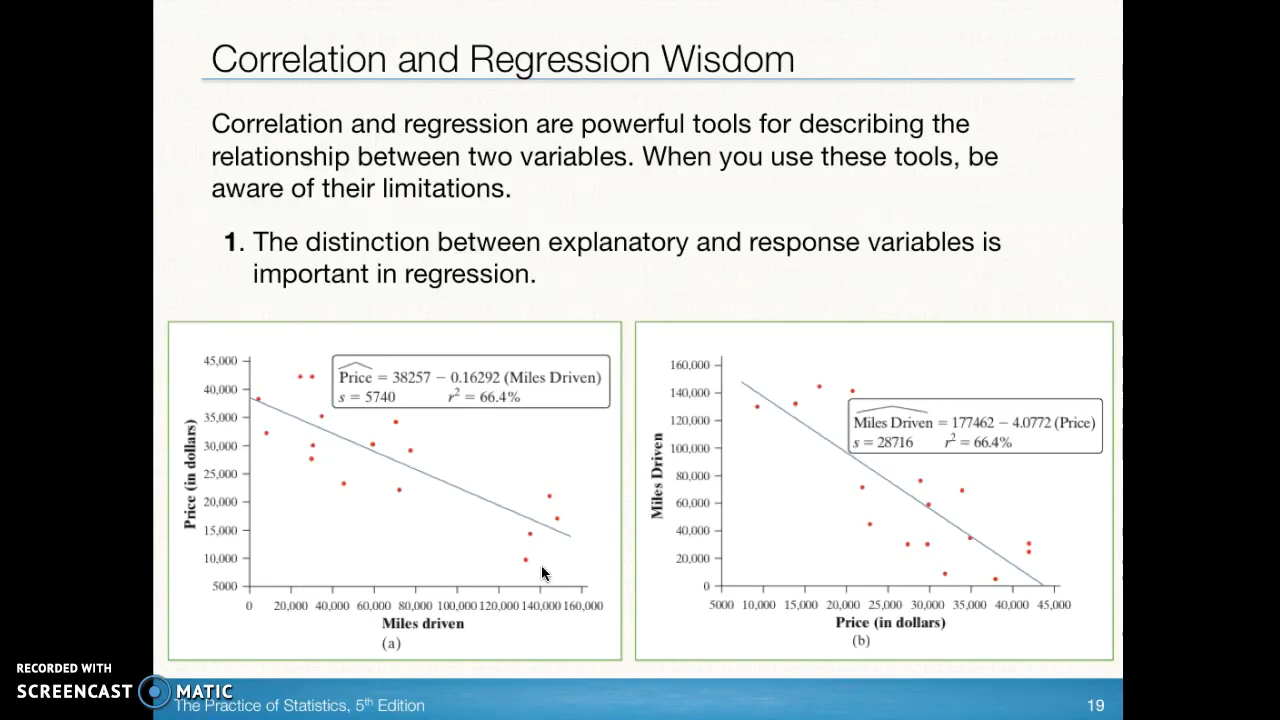 Correlation and Regression Wisdom
Correlation and regression are powerful tools for describing the
relationship between two variables. When you use these tools, be
aware of their limitations.
1. The distinction between explanatory and response variables is
important in regression.
45,000
40,000
35,000
30,000
25,000
20,000
15,000
10,000
5000
Price (in dollars)
Price = 38257 − 0.16292 (Miles Driven)
s = 5740 r² = 66.4%
0 20,000 40,000 60,000 80,000 100,000 120,000 140,000 160,000
Miles driven
(a)
160,000
140,000
120,000
100,000
80,000
60,000
40,000
20,000
0
Miles Driven
Miles Driven = 177462 − 4.0772 (Price)
s = 28716 r² = 66.4%
5000 10,000 15,000 20,000 25,000 30,000 35,000 40,000 45,000
Price (in dollars)
(b)
RECORDED WITH
SCREENCAST MATIC
The Practice of Statistics, 5th Edition
19